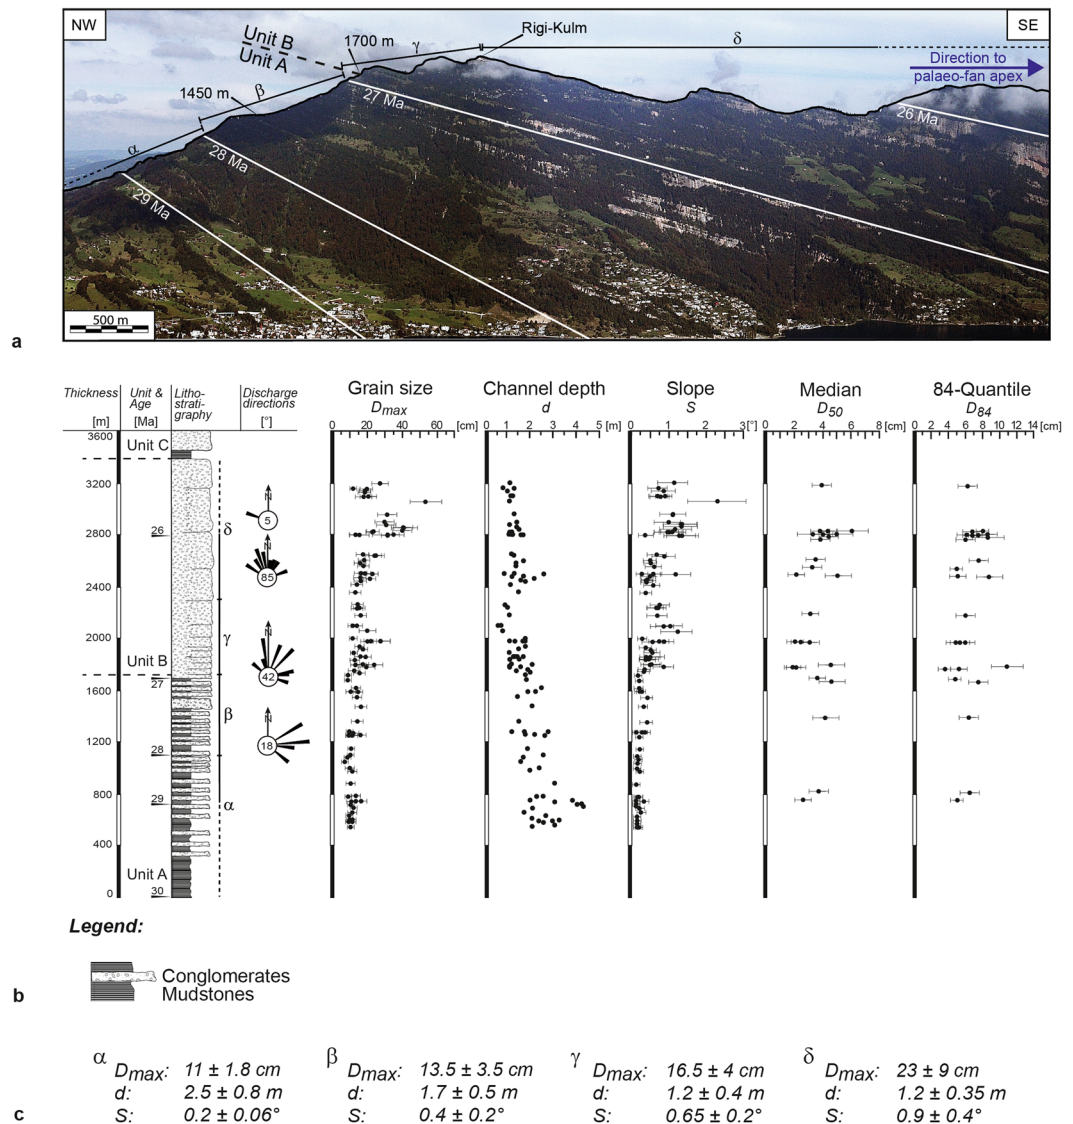 NW
SE
Unit B
Unit A
1700 m
γ
Rigi-Kulm
δ
Direction to
palaeo-fan apex
1450 m
β
α
27 Ma
26 Ma
28 Ma
29 Ma
500 m
a
Thickness
[m]
Unit &
Age
[Ma]
Litho-
strati-
graphy
Discharge
directions
[°]
Grain size
Dmax
0 20 40 60 [cm]
Channel depth
d
0 1 2 3 4 5 [m]
Slope
S
0 1 2 3 [°]
Median
D50
0 2 4 6 8 [cm]
84-Quantile
D84
0 2 4 6 8 10 12 14 [cm]
3600
3200
2800
2400
2000
1600
1200
800
400
0
Unit C
26
Unit B
27
28
29
Unit A
30
δ
γ
β
α
N
5
N
85
N
42
N
18
Legend:
Conglomerates
Mudstones
b
α
Dmax: 11 ± 1.8 cm
d: 2.5 ± 0.8 m
S: 0.2 ± 0.06°
β
Dmax: 13.5 ± 3.5 cm
d: 1.7 ± 0.5 m
S: 0.4 ± 0.2°
γ
Dmax: 16.5 ± 4 cm
d: 1.2 ± 0.4 m
S: 0.65 ± 0.2°
δ
Dmax: 23 ± 9 cm
d: 1.2 ± 0.35 m
S: 0.9 ± 0.4°
c